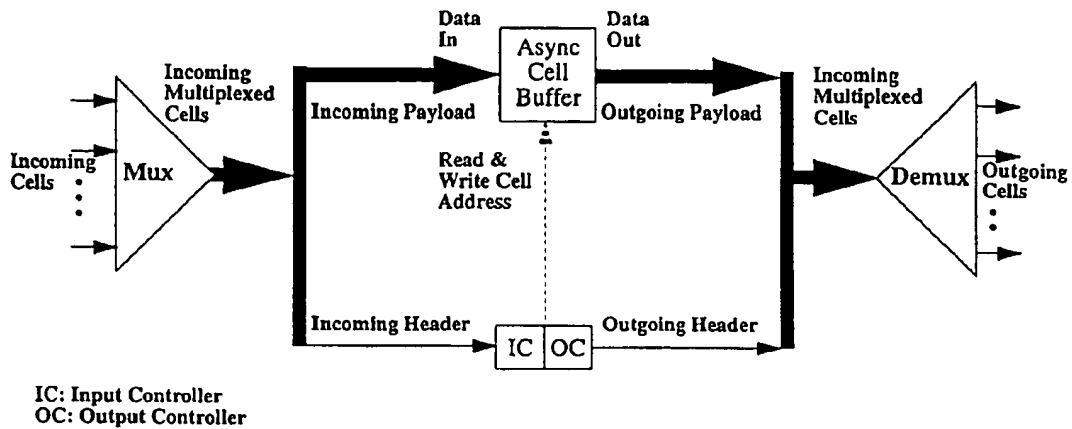 Data
In
Data
Out
Async
Cell
Buffer
Incoming
Multiplexed
Cells
Incoming Payload
Outgoing Payload
Incoming
Multiplexed
Cells
Incoming
Cells
Mux
Read &
Write Cell
Address
Demux
Outgoing
Cells
Incoming Header
IC
OC
Outgoing Header
IC: Input Controller
OC: Output Controller